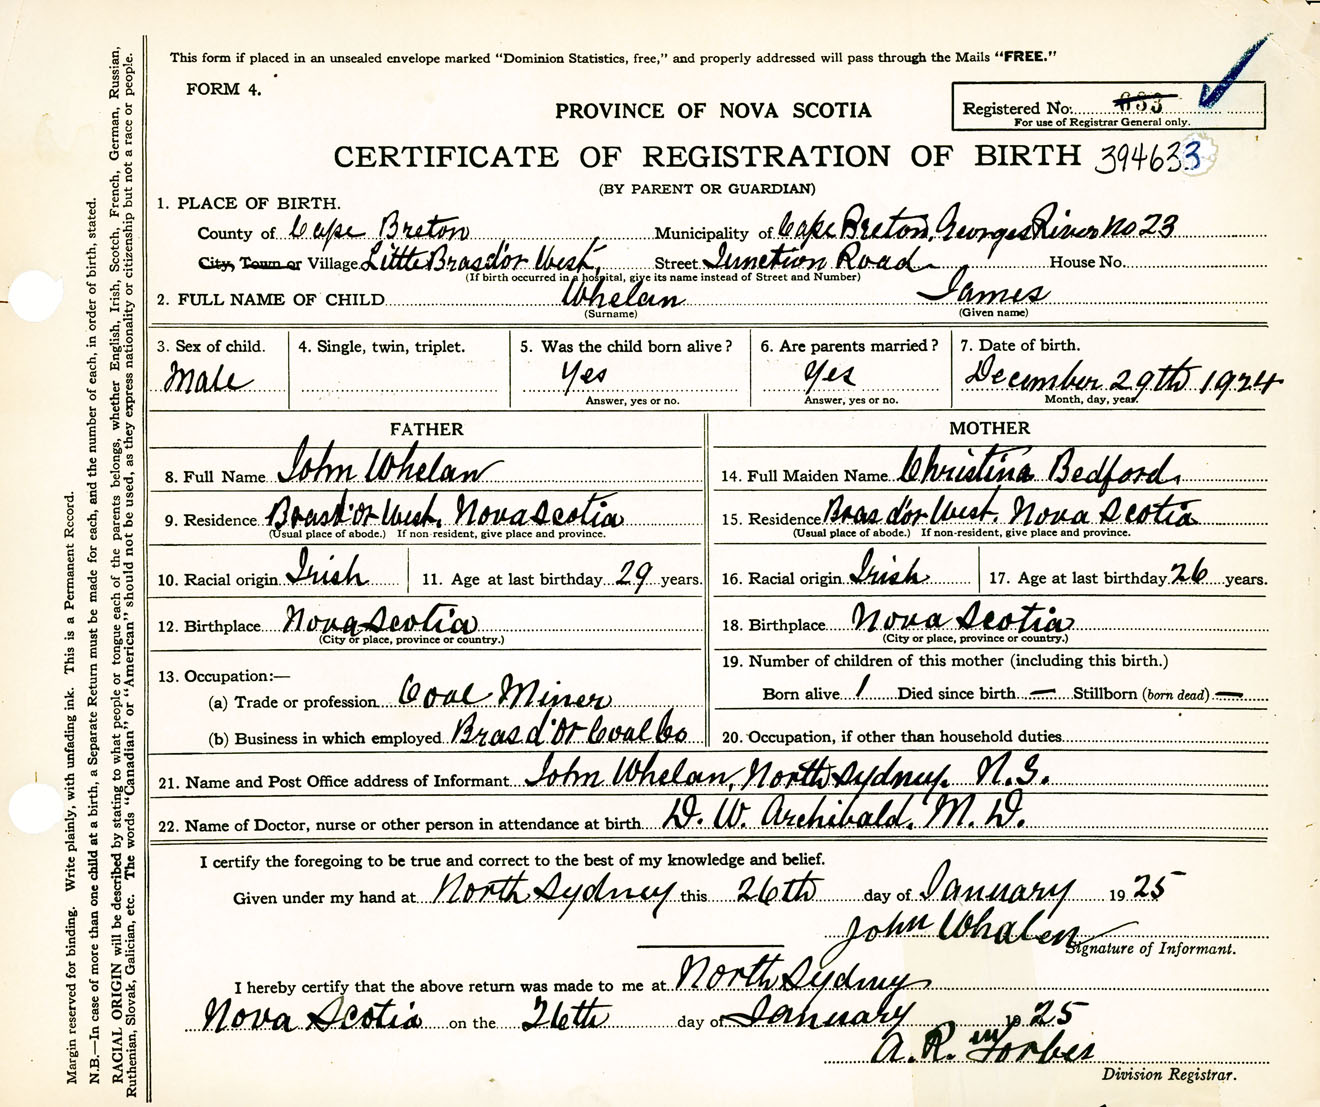 This form if placed in an unsealed envelope marked "Dominion Statistics, free," and properly addressed will pass through the Mails "FREE."
FORM 4.
PROVINCE OF NOVA SCOTIA
Registered No. 683
For use of Registrar General only.
CERTIFICATE OF REGISTRATION OF BIRTH 394633
(BY PARENT OR GUARDIAN)
1. PLACE OF BIRTH.
County of Cape Breton Municipality of Cape Breton, Georges River No 23
City, Town or Village Little Brasd'or West, Street Junction Road House No.
(If birth occurred in a hospital, give its name instead of Street and Number)
2. FULL NAME OF CHILD Whelan James
(Surname) (Given name)
3. Sex of child. 4. Single, twin, triplet. 5. Was the child born alive? 6. Are parents married? 7. Date of birth.
Male Yes Yes December 29th 1924
Answer, yes or no. Answer, yes or no. Month, day, year.
FATHER MOTHER
8. Full Name John Whelan 14. Full Maiden Name Christina Bedford.
9. Residence Brasd'or West. Nova Scotia 15. Residence Bras d'or West. Nova Scotia
(Usual place of abode.) If non-resident, give place and province. (Usual place of abode.) If non-resident, give place and province.
10. Racial origin Irish 11. Age at last birthday 29 years. 16. Racial origin Irish 17. Age at last birthday 26 years.
12. Birthplace Nova Scotia 18. Birthplace Nova Scotia
(City or place, province or country.) (City or place, province or country.)
13. Occupation:— 19. Number of children of this mother (including this birth.)
(a) Trade or profession Coal Miner Born alive 1 Died since birth — Stillborn (born dead) —
(b) Business in which employed Bras d'Or Coal Co 20. Occupation, if other than household duties
21. Name and Post Office address of Informant John Whelan, North Sydney. N.S.
22. Name of Doctor, nurse or other person in attendance at birth D. W. Archibald, M. D.
I certify the foregoing to be true and correct to the best of my knowledge and belief.
Given under my hand at North Sydney this 26th day of January 1925
John Whalen
Signature of Informant.
I hereby certify that the above return was made to me at North Sydney
Nova Scotia on the 26th day of January 1925
A. R. Forbes
Division Registrar.
Margin reserved for binding. Write plainly, with unfading ink. This is a Permanent Record.
N.B.—In case of more than one child at a birth, a Separate Return must be made for each, and the number of each, in order of birth, stated.
RACIAL ORIGIN will be described by stating to what people or tongue each of the parents belongs, whether English, Irish, Scotch, French, German, Russian,
Ruthenian, Slovak, Galician, etc. The words "Canadian" or "American" should not be used, as they express nationality or citizenship but not a race or people.